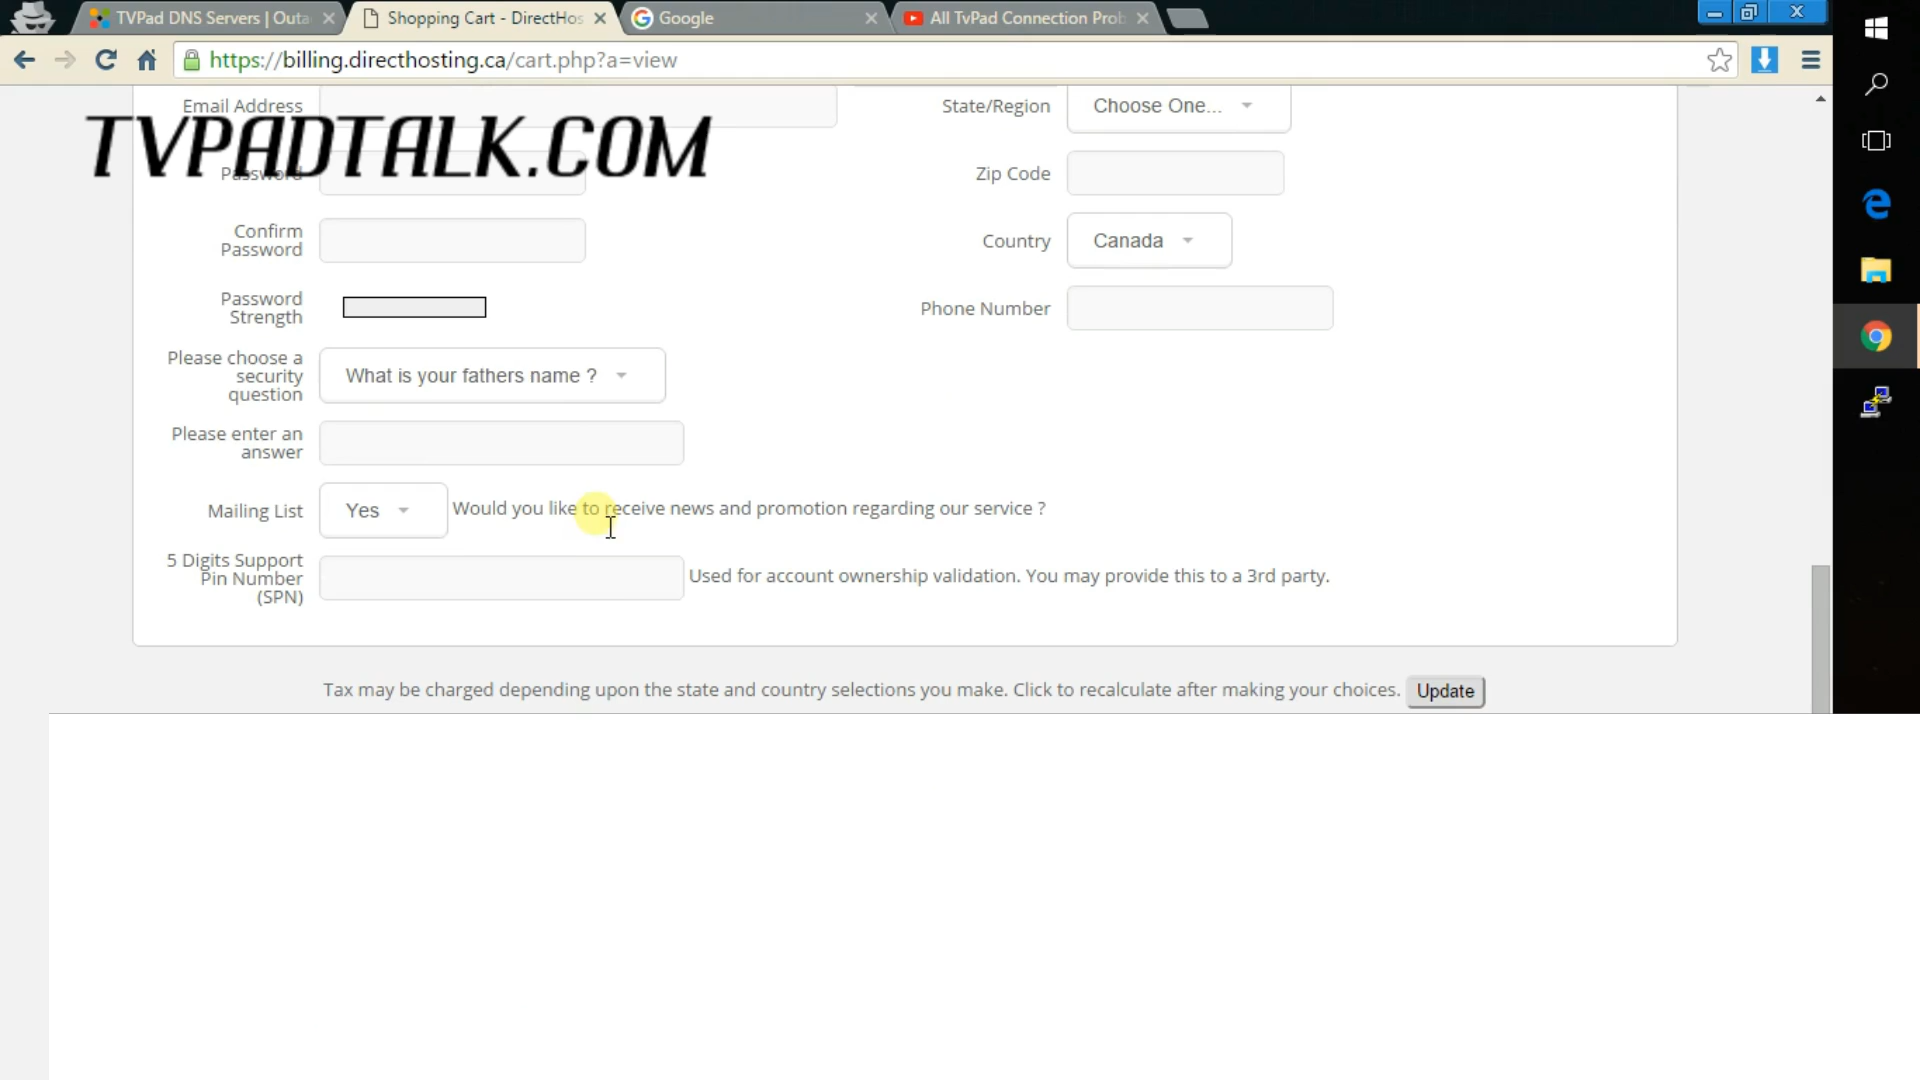 TVPad DNS Servers | Outa
Shopping Cart - DirectHos
Google
All TvPad Connection Prob
https://billing.directhosting.ca/cart.php?a=view
Email Address
State/Region
Choose One...
TVPADTALK.COM
Password
Zip Code
Confirm
Password
Country
Canada
Password
Strength
Phone Number
Please choose a
security
question
What is your fathers name ?
Please enter an
answer
Mailing List
Yes
Would you like to receive news and promotion regarding our service ?
5 Digits Support
Pin Number
(SPN)
Used for account ownership validation. You may provide this to a 3rd party.
Tax may be charged depending upon the state and country selections you make. Click to recalculate after making your choices.
Update